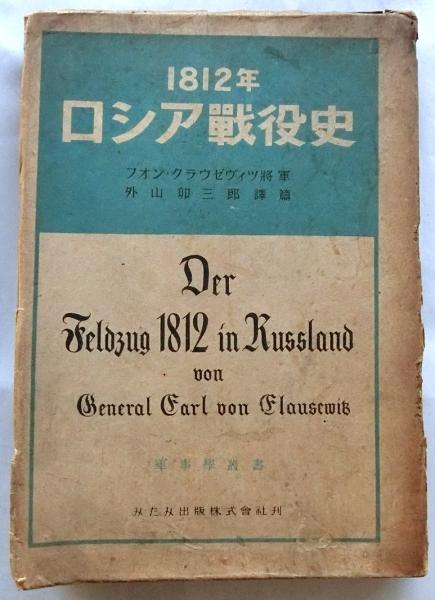 1812年
ロシア戰役史
フオン・クラウゼヴィツ將軍
外山卯三郎譯篇
Der
Feldzug 1812 in Russland
von
General Carl von Clausewitz
軍事學叢書
みたみ出版株式會社刋